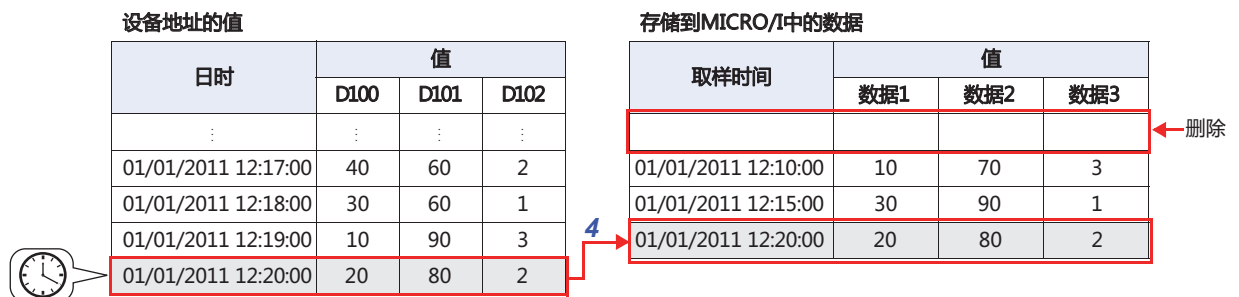 设备地址的值
日时 值
D100 D101 D102
⋮ ⋮ ⋮ ⋮
01/01/2011 12:17:00 40 60 2
01/01/2011 12:18:00 30 60 1
01/01/2011 12:19:00 10 90 3
01/01/2011 12:20:00 20 80 2
4
存储到MICRO/I中的数据
取样时间 值
数据1 数据2 数据3
删除
01/01/2011 12:10:00 10 70 3
01/01/2011 12:15:00 30 90 1
01/01/2011 12:20:00 20 80 2